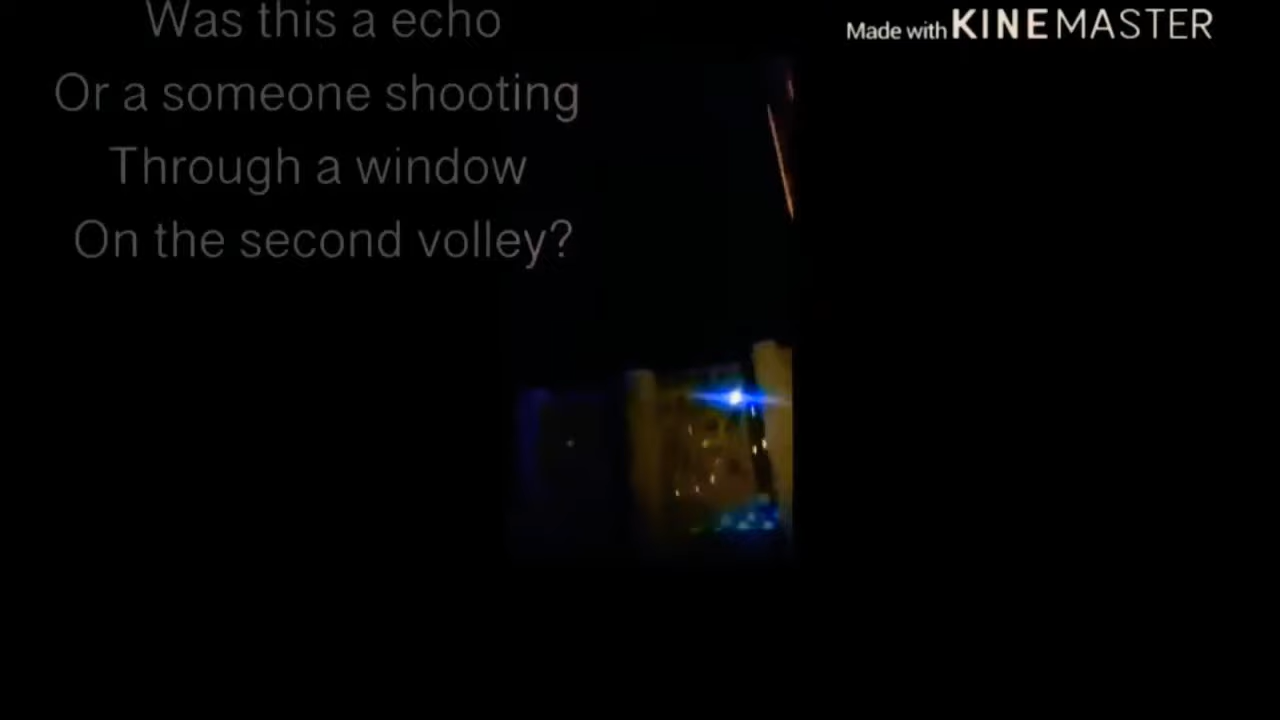 Was this a echo
Or a someone shooting
Through a window
On the second volley?
Made with KINEMASTER